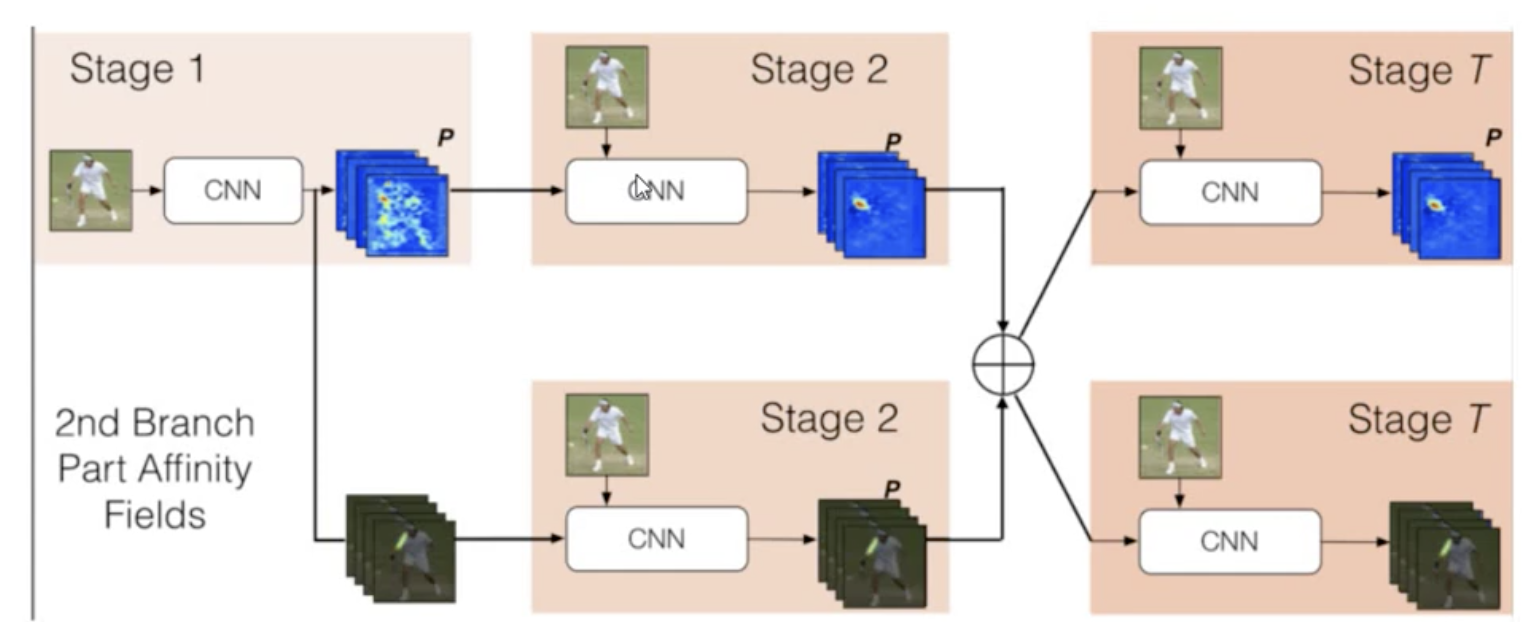 Stage 1
P
CNN
Stage 2
P
CNN
Stage T
P
CNN
2nd Branch
Part Affinity
Fields
Stage 2
P
CNN
Stage T
CNN